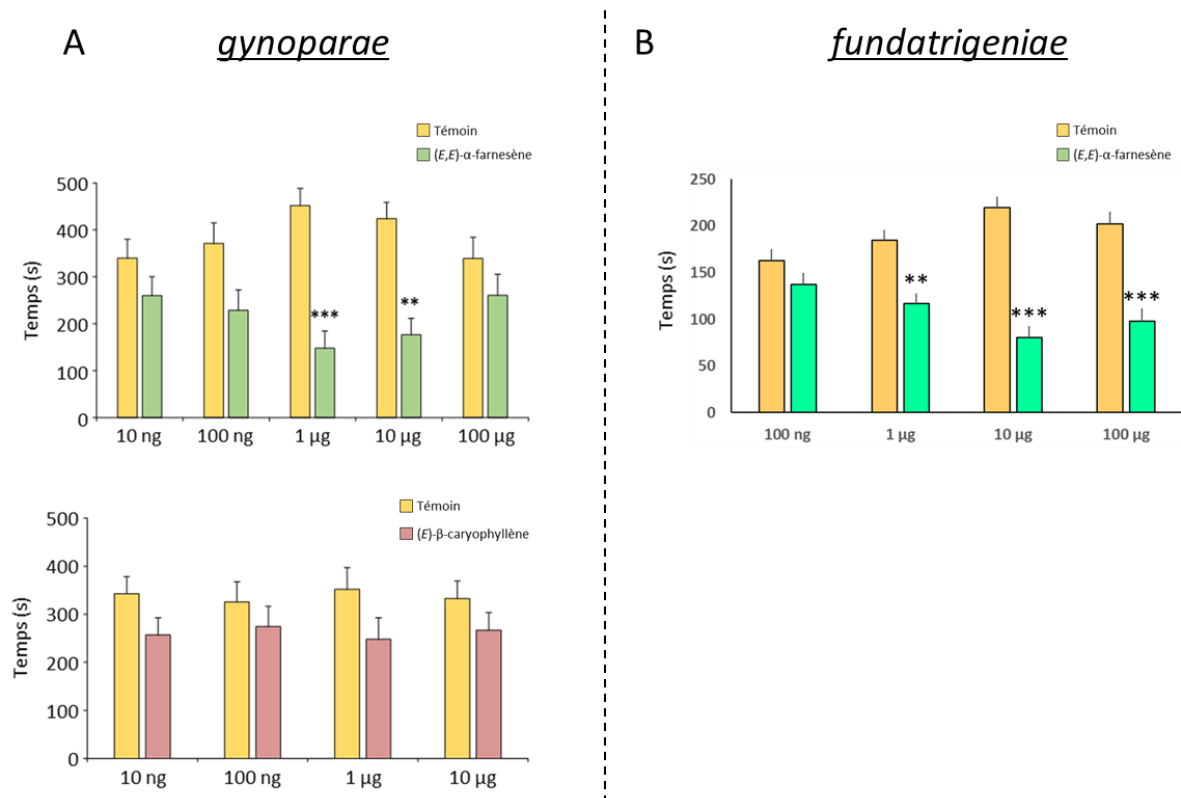 A
gynoparae
Témoin
(E,E)-α-farnesène
Temps (s)
500
400
300
200
100
0
***
**
10 ng 100 ng 1 µg 10 µg 100 µg
Témoin
(E)-β-caryophyllène
Temps (s)
500
400
300
200
100
0
10 ng 100 ng 1 µg 10 µg
B
fundatrigeniae
Témoin
(E,E)-α-farnesène
Temps (s)
250
200
150
100
50
0
**
***
***
100 ng 1 µg 10 µg 100 µg